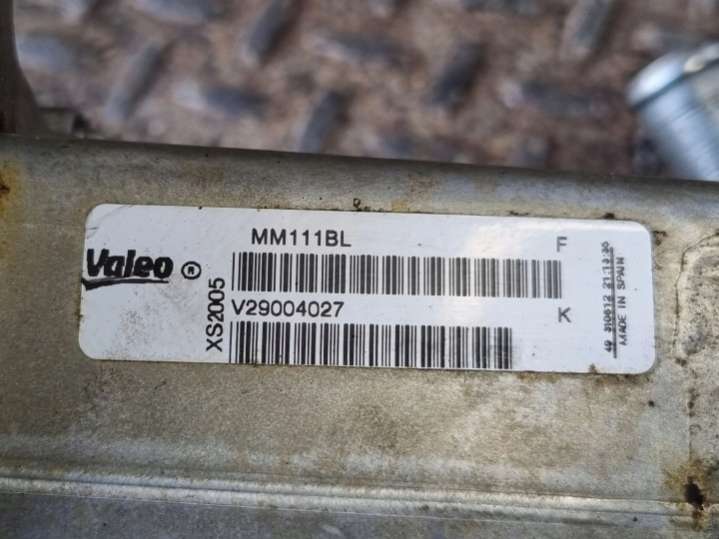 Valeo ®
XS2005
MM111BL
F
V29004027
K
MADE IN SPAIN